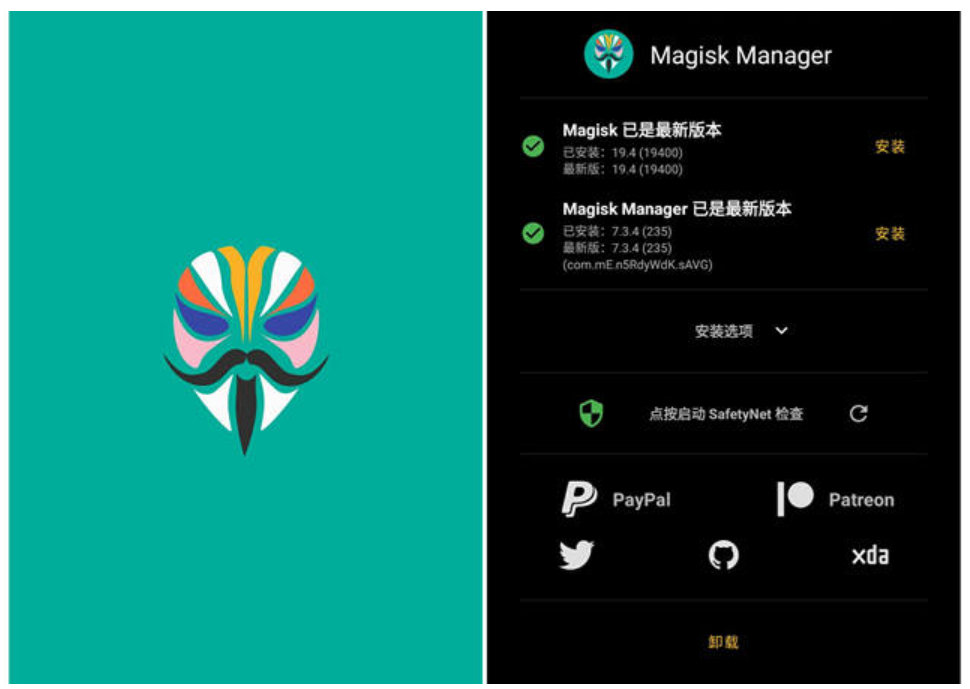 Magisk Manager
Magisk 已是最新版本
已安装：19.4 (19400)
最新版：19.4 (19400)
安装
Magisk Manager 已是最新版本
已安装：7.3.4 (235)
最新版：7.3.4 (235)
(com.mE.n5RdyWdK.sAVG)
安装
安装选项
点按启动 SafetyNet 检查
PayPal
Patreon
xda
卸载